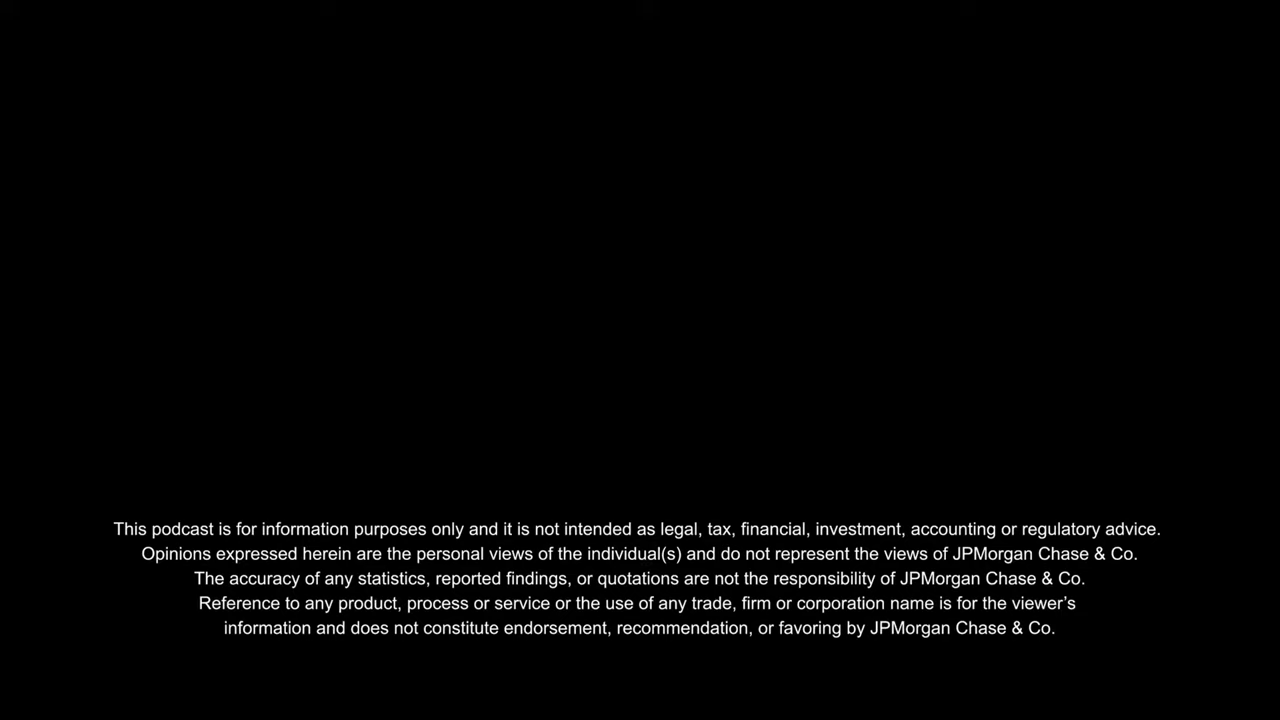 This podcast is for information purposes only and it is not intended as legal, tax, financial, investment, accounting or regulatory advice.
Opinions expressed herein are the personal views of the individual(s) and do not represent the views of JPMorgan Chase & Co.
The accuracy of any statistics, reported findings, or quotations are not the responsibility of JPMorgan Chase & Co.
Reference to any product, process or service or the use of any trade, firm or corporation name is for the viewer’s
information and does not constitute endorsement, recommendation, or favoring by JPMorgan Chase & Co.